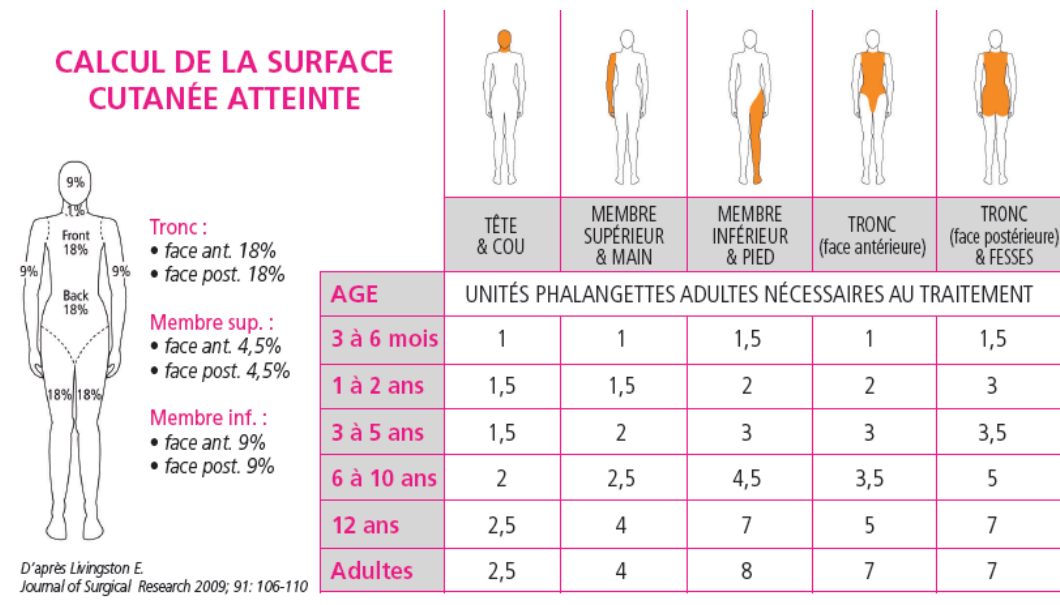 CALCUL DE LA SURFACE
CUTANÉE ATTEINTE
9%
1%
Front
18%
9%
9%
Back
18%
18%
18%
Tronc :
• face ant. 18%
• face post. 18%
Membre sup. :
• face ant. 4,5%
• face post. 4,5%
Membre inf. :
• face ant. 9%
• face post. 9%
D'après Livingston E.
Journal of Surgical Research 2009; 91: 106-110
TÊTE
& COU
MEMBRE
SUPÉRIEUR
& MAIN
MEMBRE
INFÉRIEUR
& PIED
TRONC
(face antérieure)
TRONC
(face postérieure)
& FESSES
AGE UNITÉS PHALANGETTES ADULTES NÉCESSAIRES AU TRAITEMENT
3 à 6 mois 1 1 1,5 1 1,5
1 à 2 ans 1,5 1,5 2 2 3
3 à 5 ans 1,5 2 3 3 3,5
6 à 10 ans 2 2,5 4,5 3,5 5
12 ans 2,5 4 7 5 7
Adultes 2,5 4 8 7 7